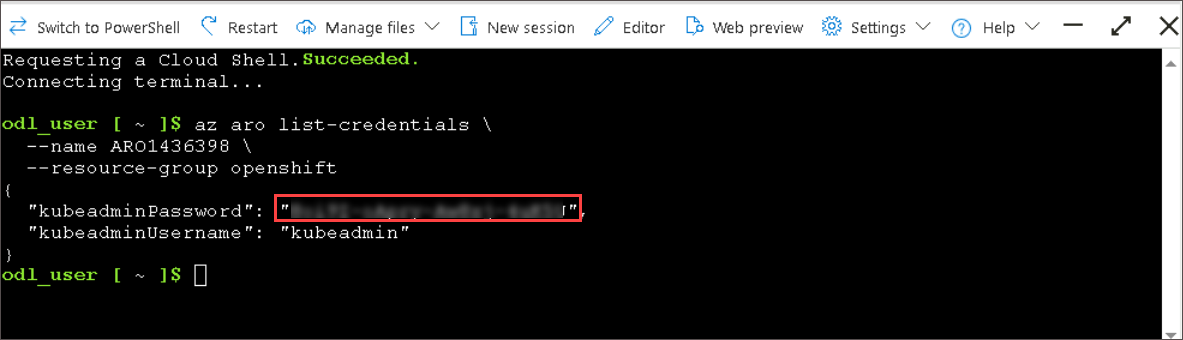 Switch to PowerShell Restart Manage files New session Editor Web preview Settings Help
Requesting a Cloud Shell.Succeeded.
Connecting terminal...
odl_user [ ~ ]$ az aro list-credentials \
--name ARO1436398 \
--resource-group openshift
{
"kubeadminPassword": "",
"kubeadminUsername": "kubeadmin"
}
odl_user [ ~ ]$